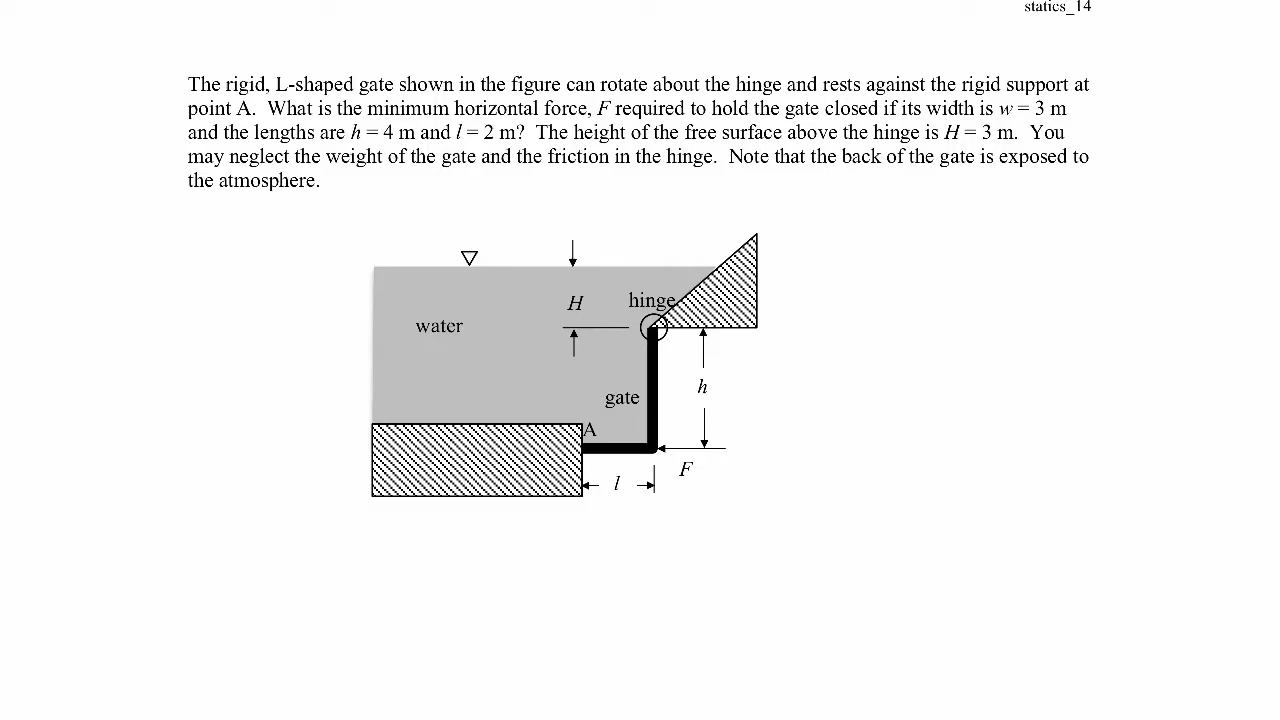 statics_14
The rigid, L-shaped gate shown in the figure can rotate about the hinge and rests against the rigid support at
point A. What is the minimum horizontal force, F required to hold the gate closed if its width is w = 3 m
and the lengths are h = 4 m and l = 2 m? The height of the free surface above the hinge is H = 3 m. You
may neglect the weight of the gate and the friction in the hinge. Note that the back of the gate is exposed to
the atmosphere.
H
hinge
water
h
gate
A
F
l